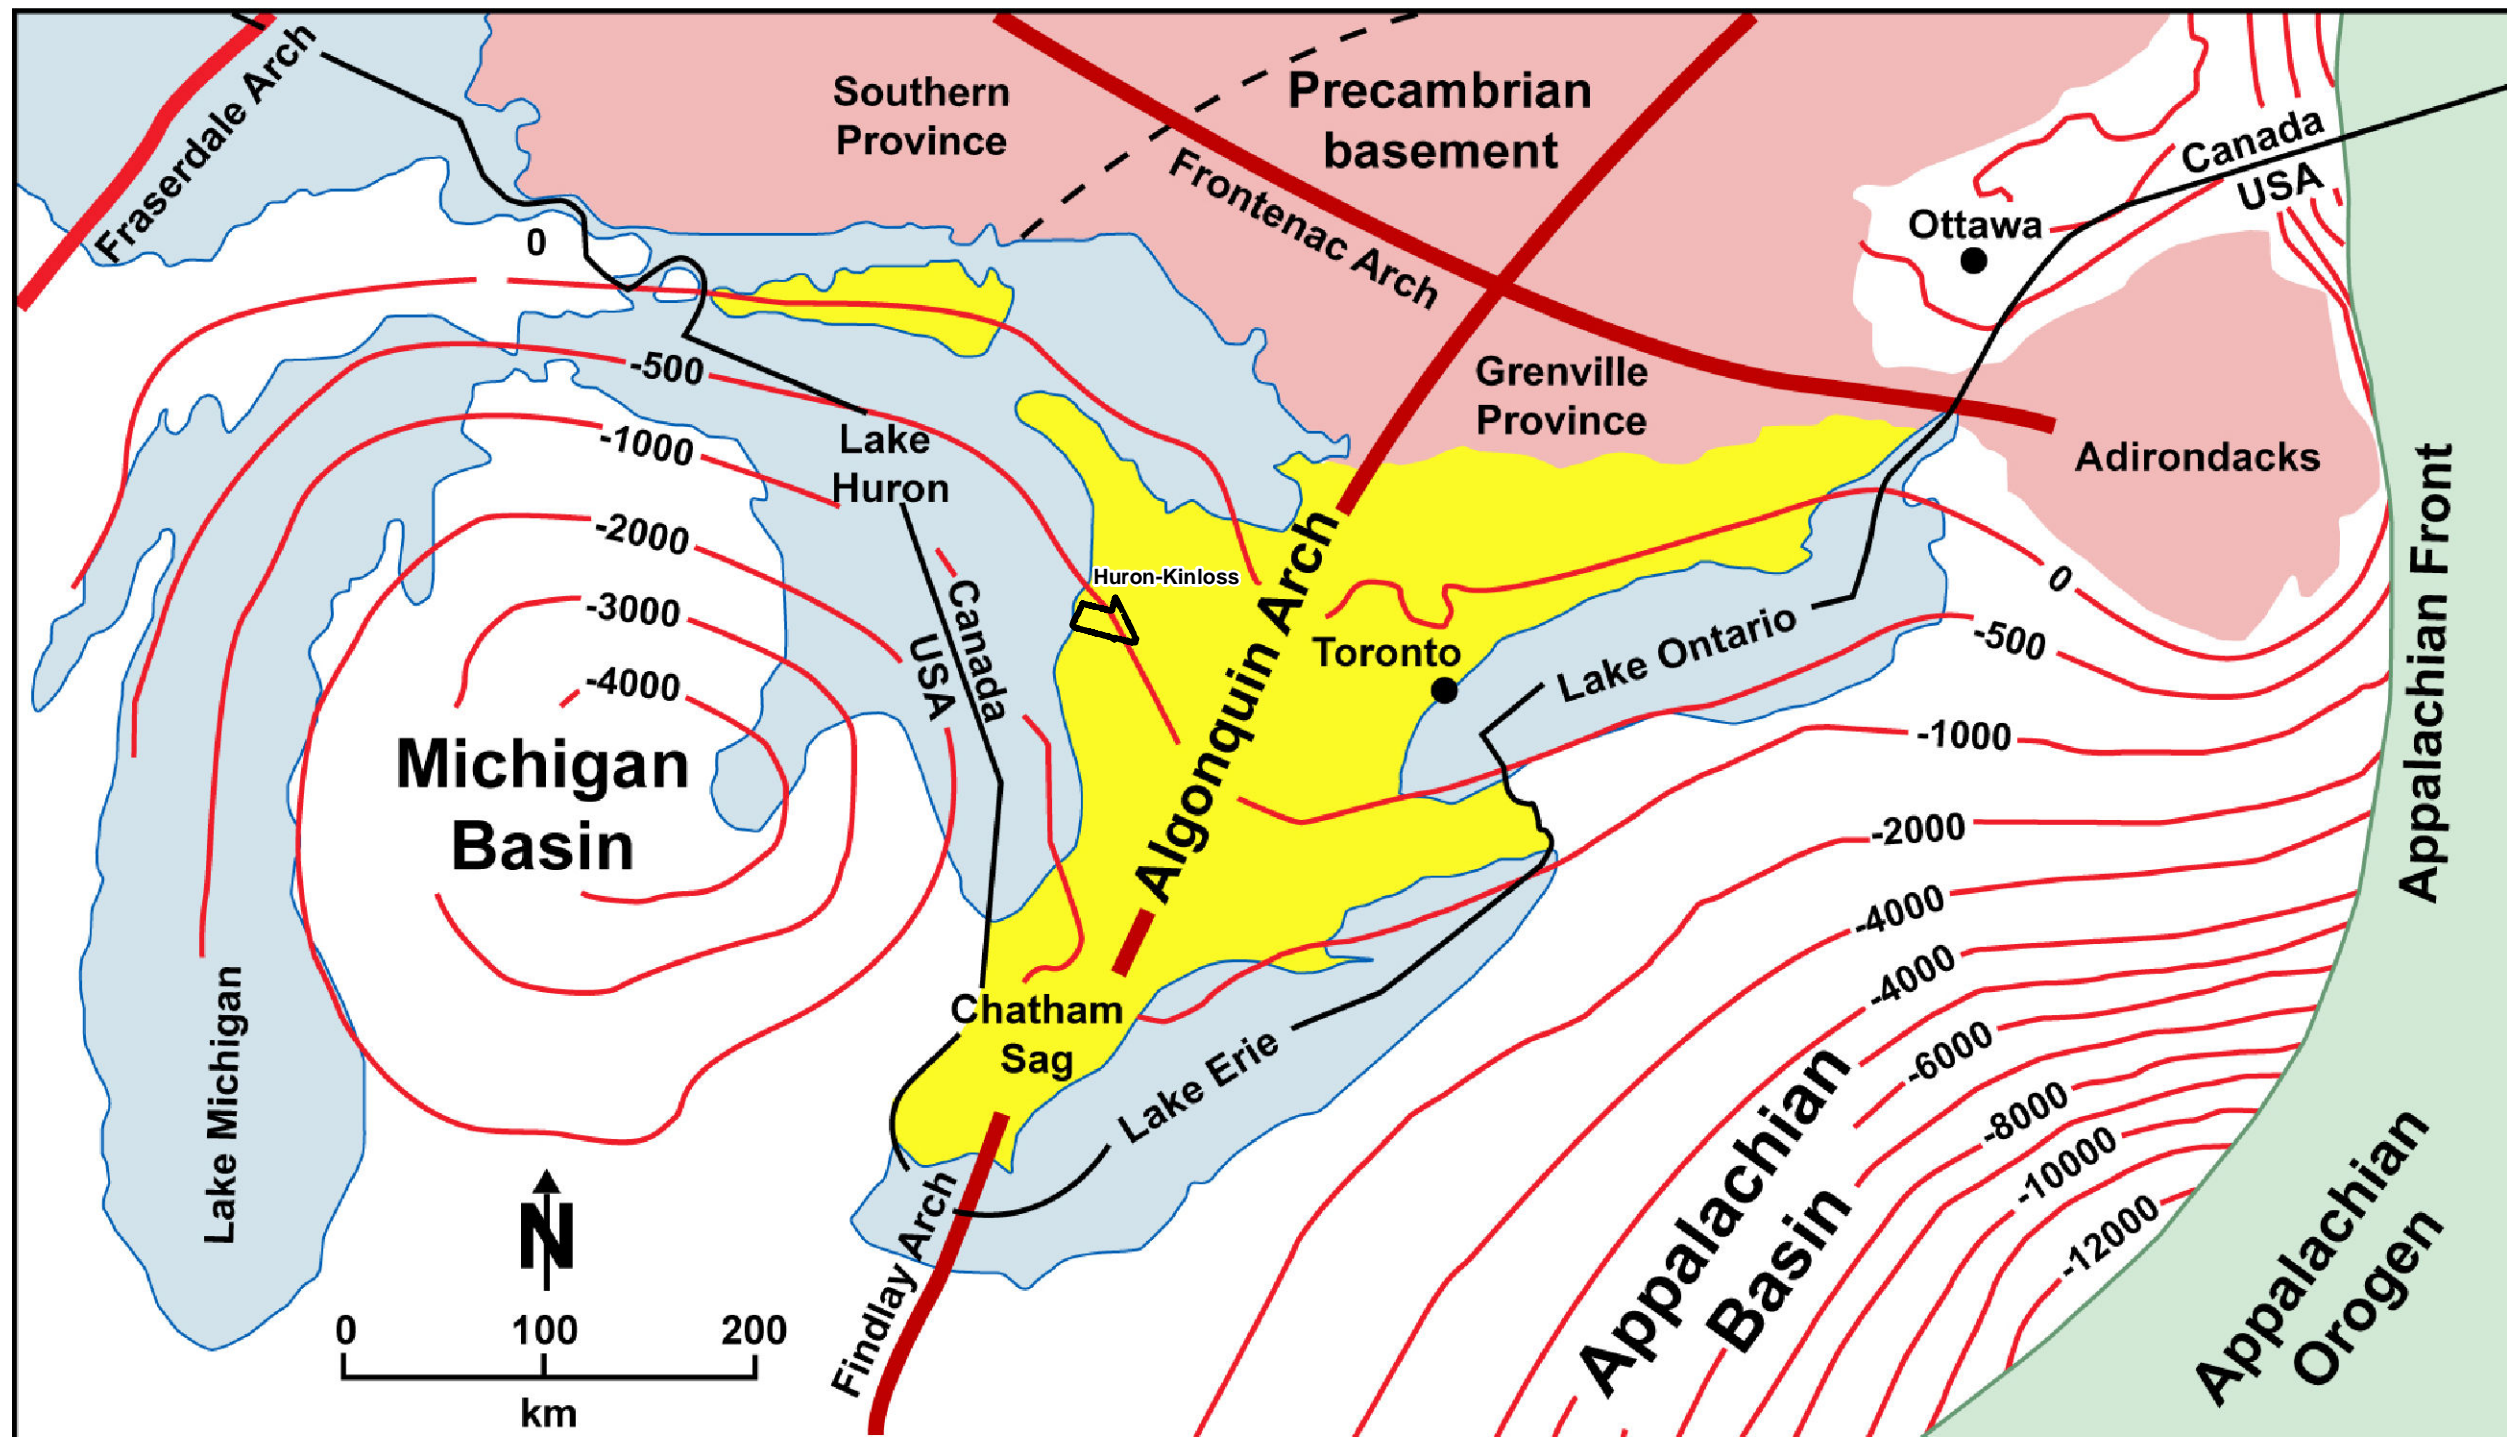 Fraserdale Arch
Southern
Province
Precambrian
basement
Frontenac Arch
Canada
USA
Ottawa
0
-500
-1000
-2000
-3000
-4000
Lake
Huron
Grenville
Province
Adirondacks
Appalachian Front
Huron-Kinloss
Canada
USA
Algonquin Arch
Toronto
Lake Ontario
0
-500
-1000
-2000
-4000
-4000
-6000
-8000
-10000
-12000
Michigan
Basin
Lake Michigan
Chatham
Sag
Lake Erie
Findlay Arch
Appalachian
Basin
Appalachian
Orogen
N
0 100 200
km